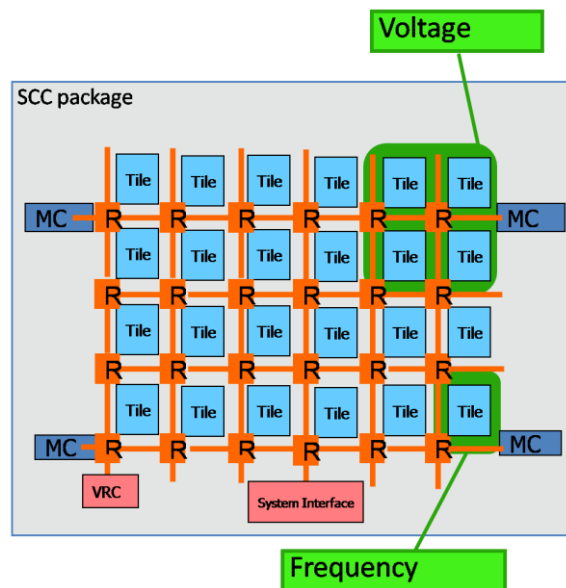 Voltage
SCC package
Tile Tile Tile Tile Tile Tile
MC R R R R R R MC
Tile Tile Tile Tile Tile Tile
R R R R R R
Tile Tile Tile Tile Tile Tile
R R R R R R
Tile Tile Tile Tile Tile Tile
MC R R R R R R MC
VRC System Interface
Frequency